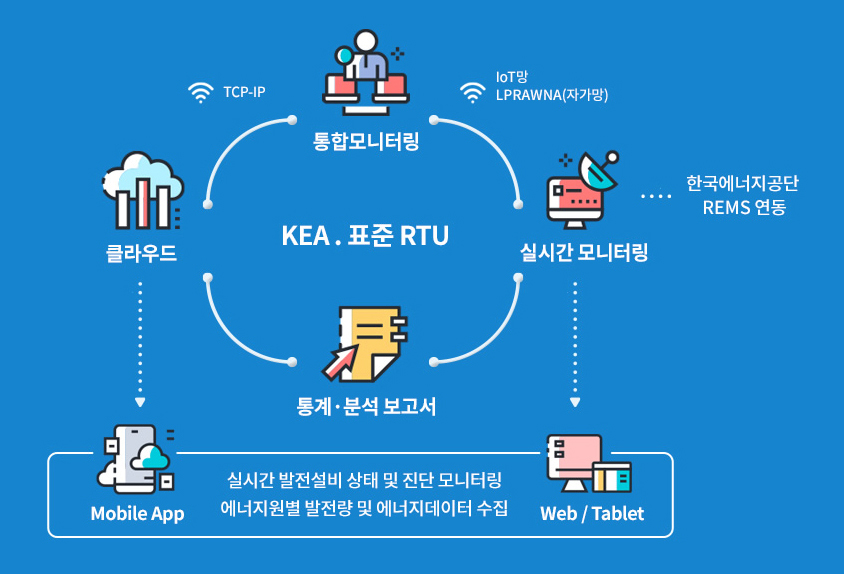 TCP-IP
IoT망
LPRAWNA(자가망)
통합모니터링
한국에너지공단
REMS 연동
클라우드
KEA . 표준 RTU
실시간 모니터링
통계·분석 보고서
실시간 발전설비 상태 및 진단 모니터링
에너지원별 발전량 및 에너지데이터 수집
Mobile App
Web / Tablet